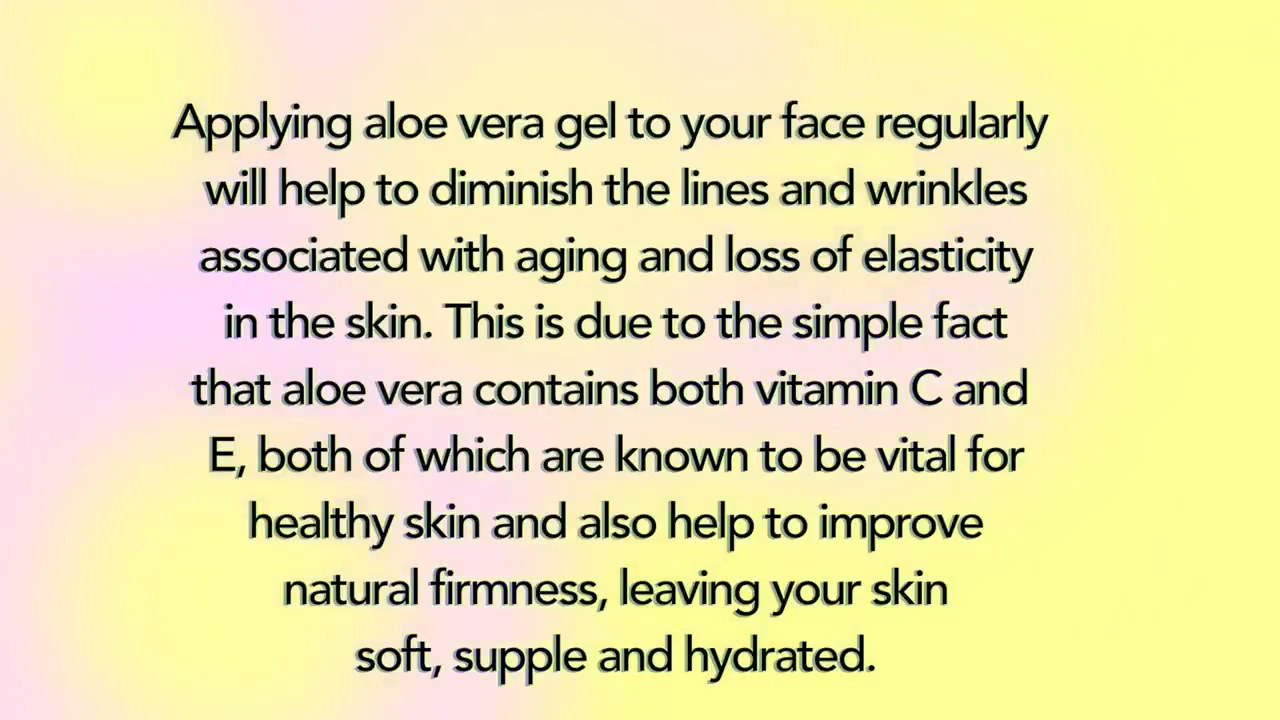 Applying aloe vera gel to your face regularly
will help to diminish the lines and wrinkles
associated with aging and loss of elasticity
in the skin. This is due to the simple fact
that aloe vera contains both vitamin C and
E, both of which are known to be vital for
healthy skin and also help to improve
natural firmness, leaving your skin
soft, supple and hydrated.